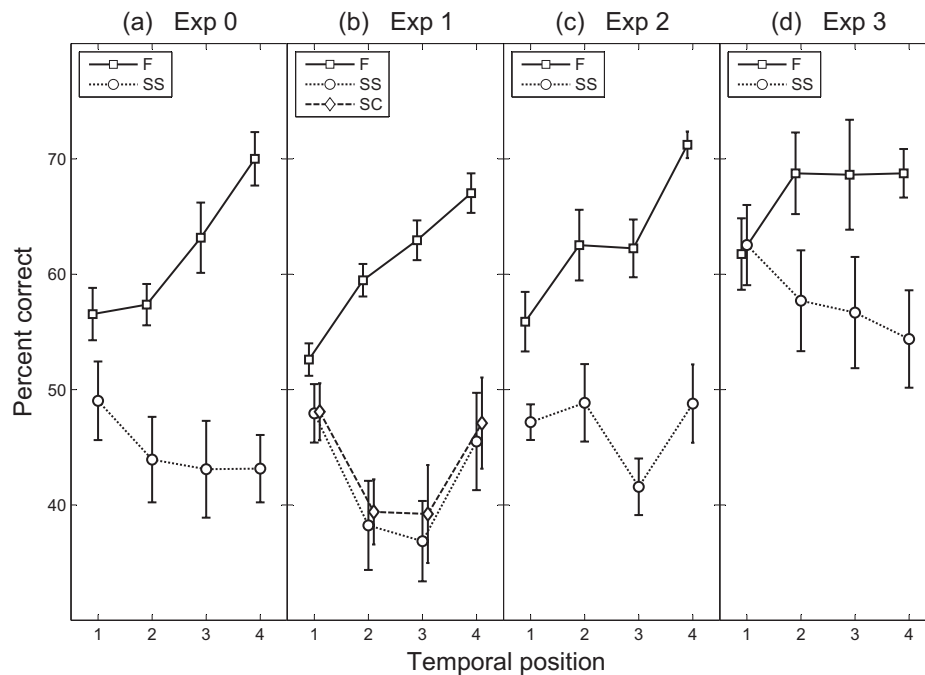 (a) Exp 0
(b) Exp 1
(c) Exp 2
(d) Exp 3
F
SS
F
SS
SC
F
SS
F
SS
Percent correct
70
60
50
40
1 2 3 4
1 2 3 4
1 2 3 4
1 2 3 4
Temporal position